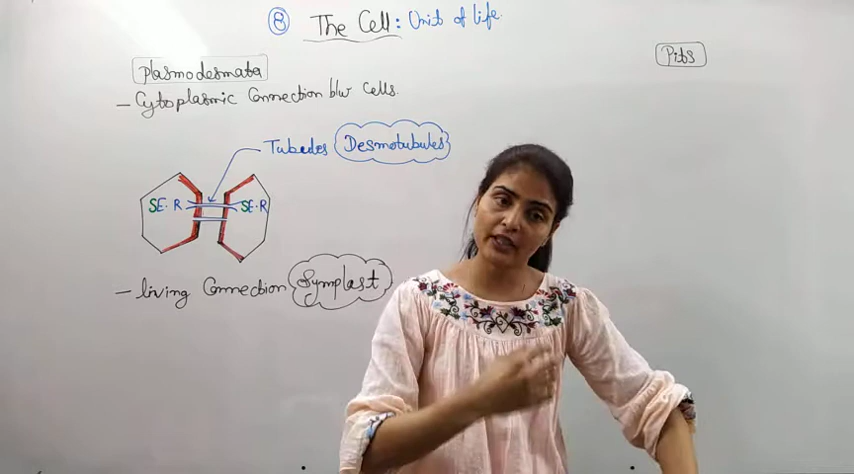 8 The Cell: Unit of life.
Pits
Plasmodesmata
- Cytoplasmic Connection b/w Cells.
Tubules Desmotubules
SE·R SE·R
- living Connection Symplast